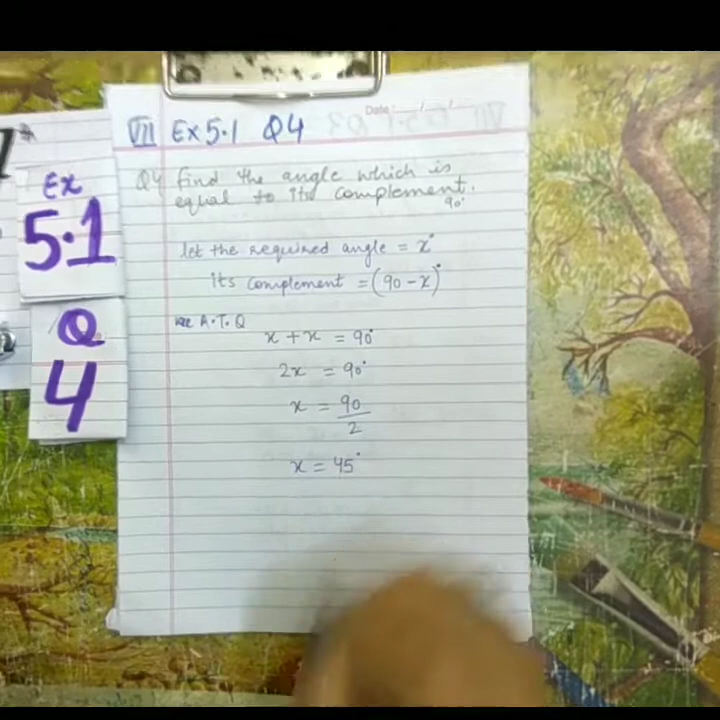 Date : / /
VII Ex 5.1 Q4
Q4 find the angle which is
equal to its complement.
90°
let the required angle = x°
its complement = (90 - x)°
A.T.Q
x + x = 90°
2x = 90°
x = 90
2
x = 45°
Ex
5.1
Q
4